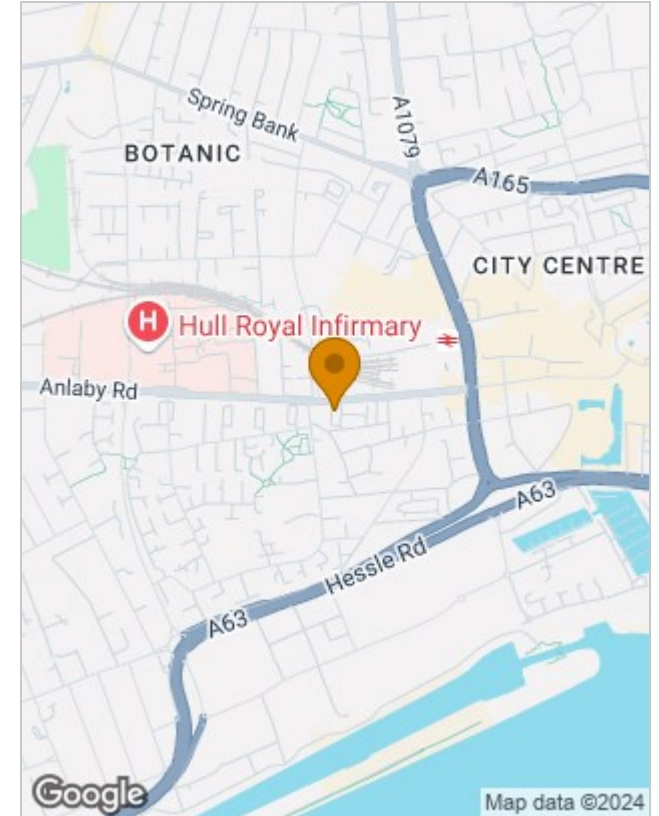 Spring Bank
A1079
BOTANIC
A165
CITY CENTRE
H Hull Royal Infirmary
Anlaby Rd
A63
Hessle Rd
A63
Google
Map data ©2024